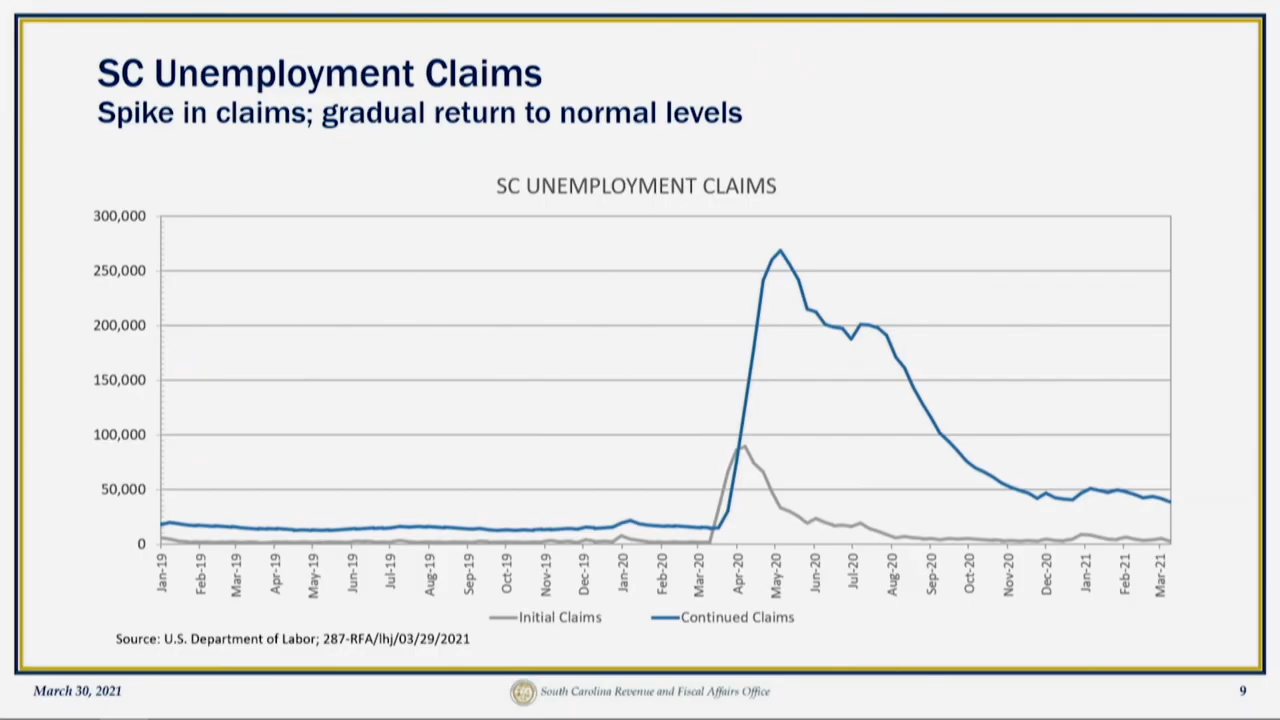 SC Unemployment Claims
Spike in claims; gradual return to normal levels
SC UNEMPLOYMENT CLAIMS
300,000
250,000
200,000
150,000
100,000
50,000
0
Jan-19
Feb-19
Mar-19
Apr-19
May-19
Jun-19
Jul-19
Aug-19
Sep-19
Oct-19
Nov-19
Dec-19
Jan-20
Feb-20
Mar-20
Apr-20
May-20
Jun-20
Jul-20
Aug-20
Sep-20
Oct-20
Nov-20
Dec-20
Jan-21
Feb-21
Mar-21
Initial Claims
Continued Claims
Source: U.S. Department of Labor; 287-RFA/lhj/03/29/2021
March 30, 2021
South Carolina Revenue and Fiscal Affairs Office
9